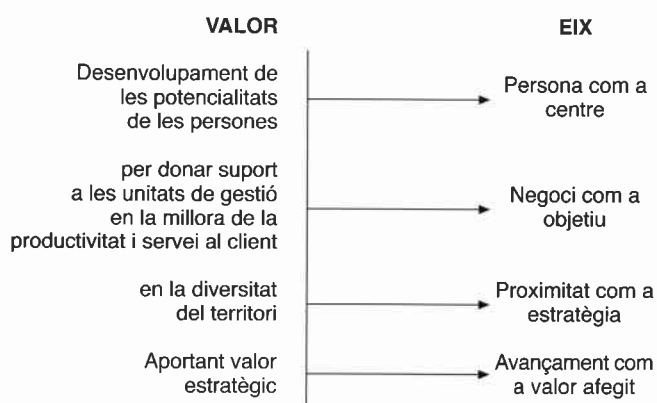 VALOR EIX
Desenvolupament de
les potencialitats
de les persones
Persona com a
centre
per donar suport
a les unitats de gestió
en la millora de la
productivitat i servei al client
Negoci com a
objetiu
en la diversitat
del territori
Proximitat com a
estratègia
Aportant valor
estratègic
Avançament com
a valor afegit